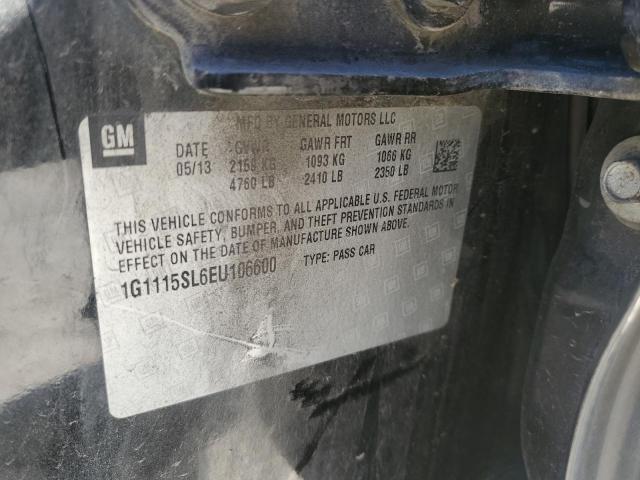 GM
MFD BY GENERAL MOTORS LLC
DATE GVWR GAWR FRT GAWR RR
05/13 2159 KG 1093 KG 1066 KG
4760 LB 2410 LB 2350 LB
THIS VEHICLE CONFORMS TO ALL APPLICABLE U.S. FEDERAL MOTOR
VEHICLE SAFETY, BUMPER, AND THEFT PREVENTION STANDARDS IN
EFFECT ON THE DATE OF MANUFACTURE SHOWN ABOVE.
1G1115SL6EU106600 TYPE: PASS CAR